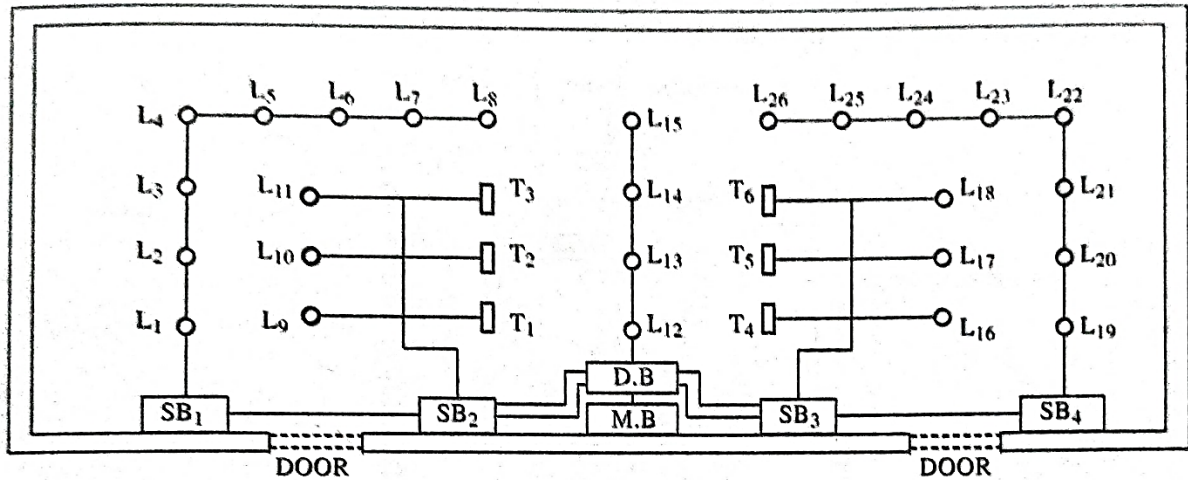 L5 L6 L7 L8 L26 L25 L24 L23 L22
L4 L15
L3 L11 T3 L14 T6 L18 L21
L2 L10 T2 L13 T5 L17 L20
L1 L9 T1 L12 T4 L16 L19
D.B
SB1 SB2 M.B SB3 SB4
DOOR DOOR